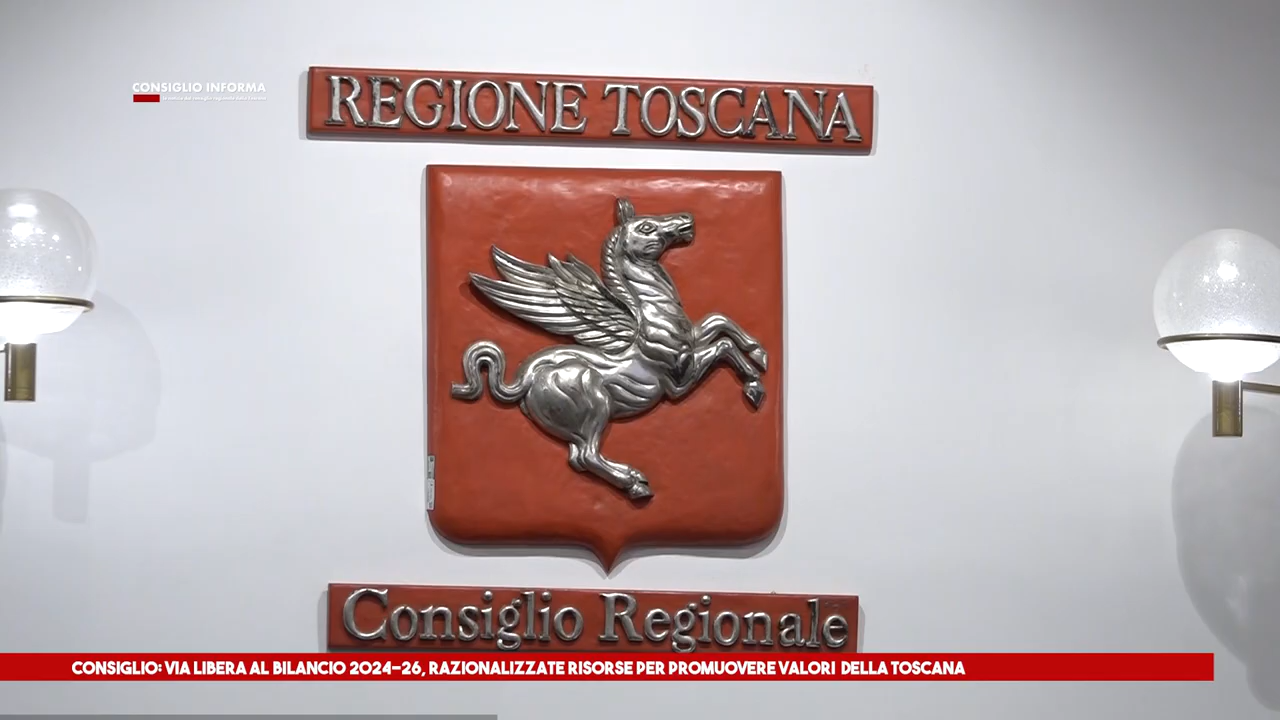 CONSIGLIO INFORMA
REGIONE TOSCANA
Consiglio Regionale
CONSIGLIO: VIA LIBERA AL BILANCIO 2024-26, RAZIONALIZZATE RISORSE PER PROMUOVERE VALORI DELLA TOSCANA